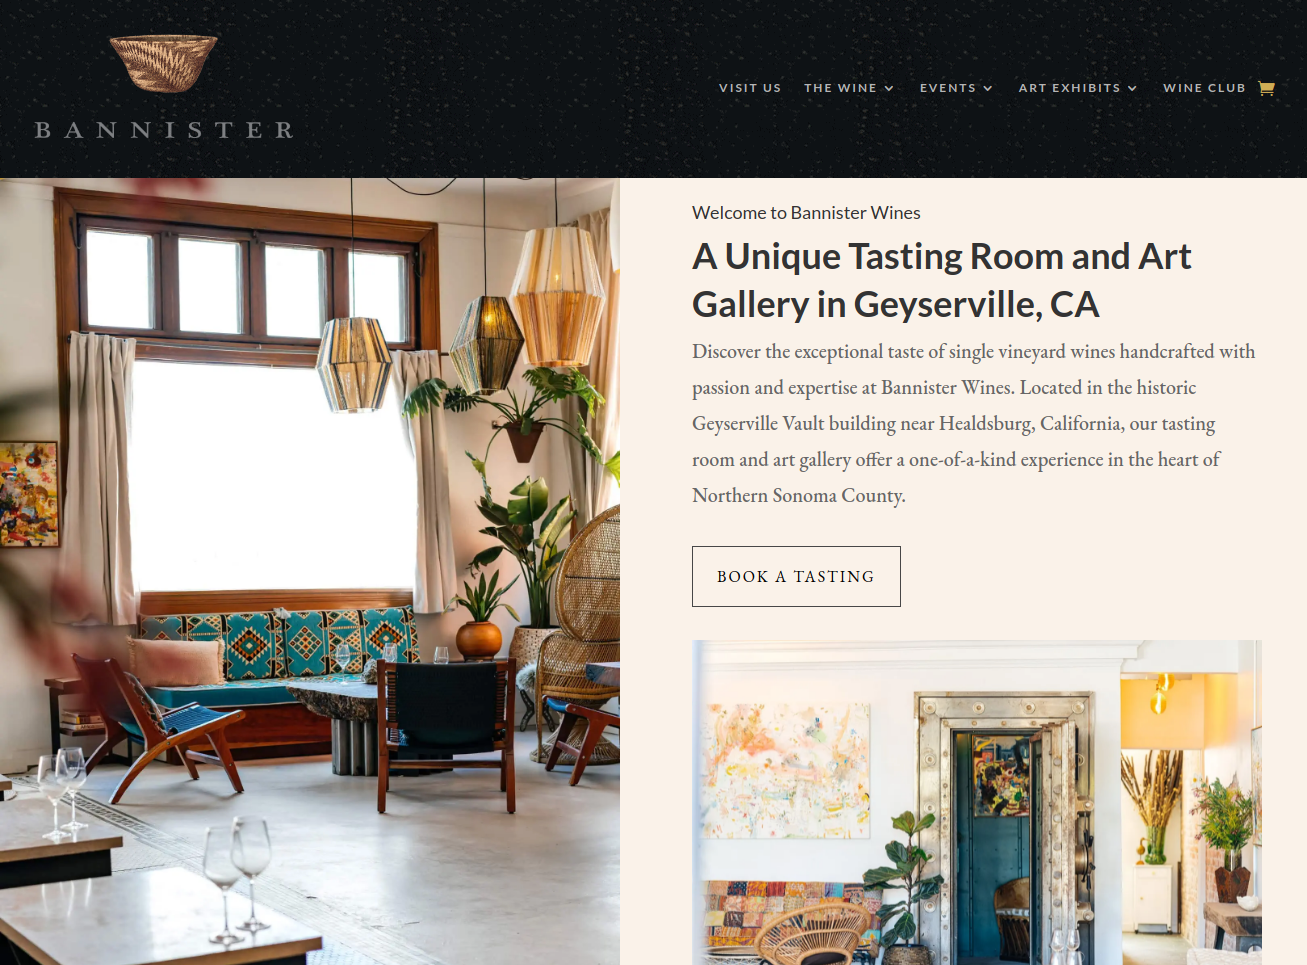 BANNISTER
VISIT US THE WINE EVENTS ART EXHIBITS WINE CLUB
Welcome to Bannister Wines
A Unique Tasting Room and Art
Gallery in Geyserville, CA
Discover the exceptional taste of single vineyard wines handcrafted with
passion and expertise at Bannister Wines. Located in the historic
Geyserville Vault building near Healdsburg, California, our tasting
room and art gallery offer a one-of-a-kind experience in the heart of
Northern Sonoma County.
BOOK A TASTING